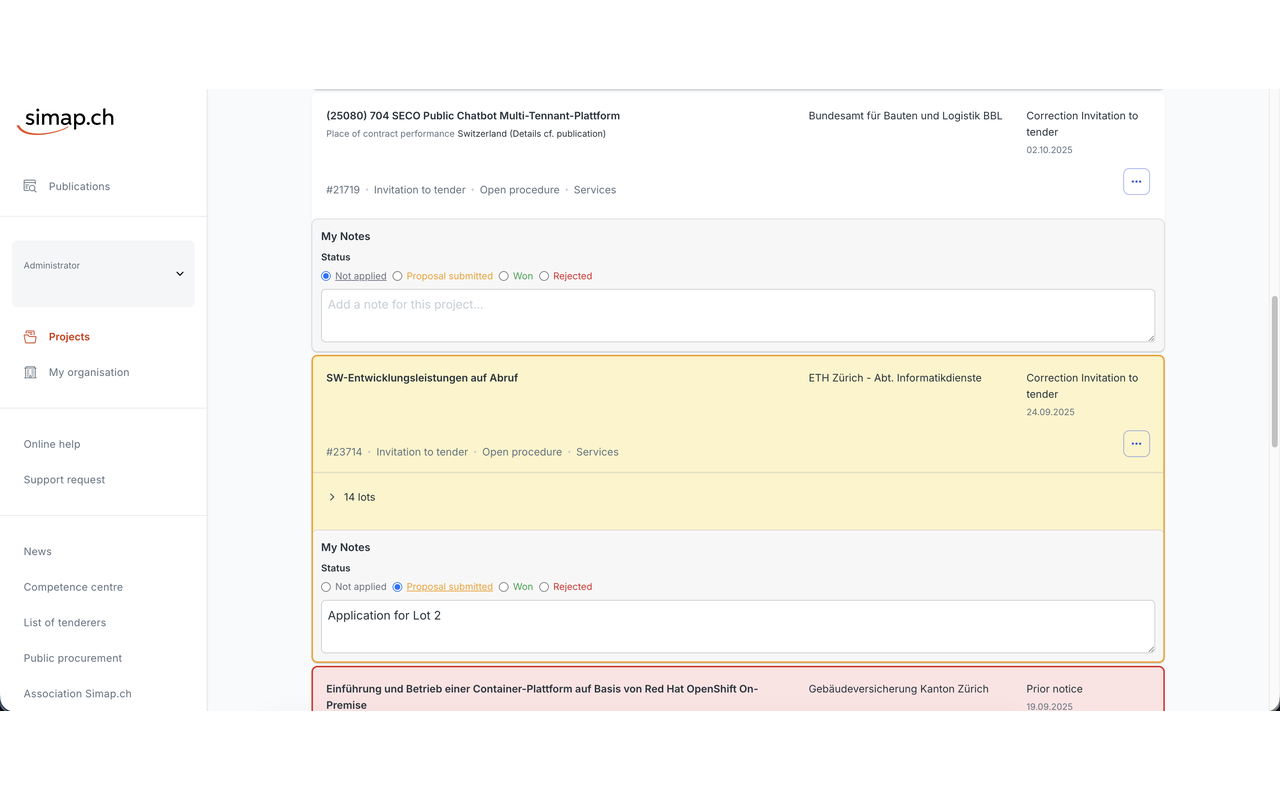 simap.ch
Publications
Administrator
Projects
My organisation
Online help
Support request
News
Competence centre
List of tenderers
Public procurement
Association Simap.ch
(25080) 704 SECO Public Chatbot Multi-Tennant-Plattform
Bundesamt für Bauten und Logistik BBL
Correction Invitation to
tender
Place of contract performance Switzerland (Details cf. publication)
02.10.2025
#21719 · Invitation to tender · Open procedure · Services
My Notes
Status
Not applied Proposal submitted Won Rejected
Add a note for this project...
SW-Entwicklungsleistungen auf Abruf
ETH Zürich - Abt. Informatikdienste
Correction Invitation to
tender
24.09.2025
#23714 · Invitation to tender · Open procedure · Services
14 lots
My Notes
Status
Not applied Proposal submitted Won Rejected
Application for Lot 2
Einführung und Betrieb einer Container-Plattform auf Basis von Red Hat OpenShift On-
Premise
Gebäudeversicherung Kanton Zürich
Prior notice
19.09.2025